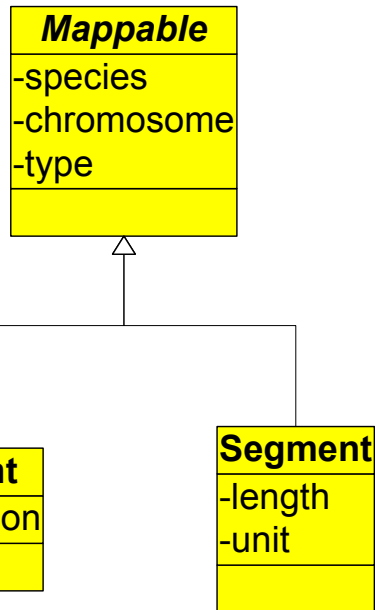 Mappable
-species
-chromosome
-type
Segment
-length
-unit